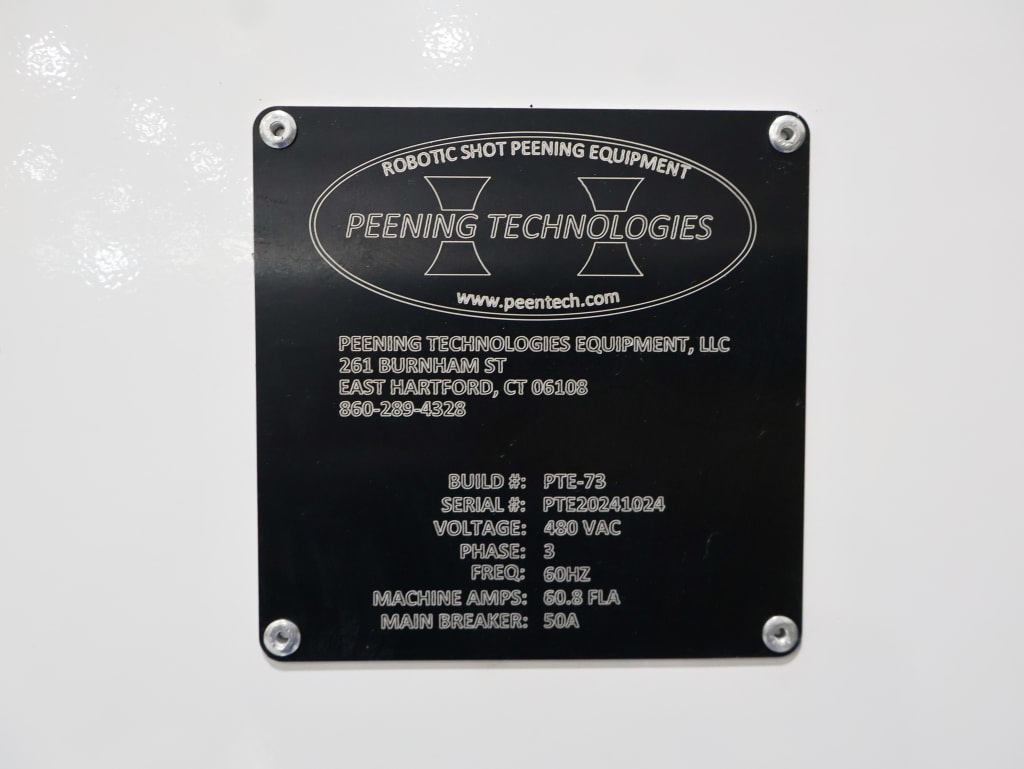 ROBOTIC SHOT PEENING EQUIPMENT
PEENING TECHNOLOGIES
www.peentech.com
PEENING TECHNOLOGIES EQUIPMENT, LLC
261 BURNHAM ST
EAST HARTFORD, CT 06108
860-289-4328
BUILD #: PTE-73
SERIAL #: PTE20241024
VOLTAGE: 480 VAC
PHASE: 3
FREQ: 60HZ
MACHINE AMPS: 60.8 FLA
MAIN BREAKER: 50A